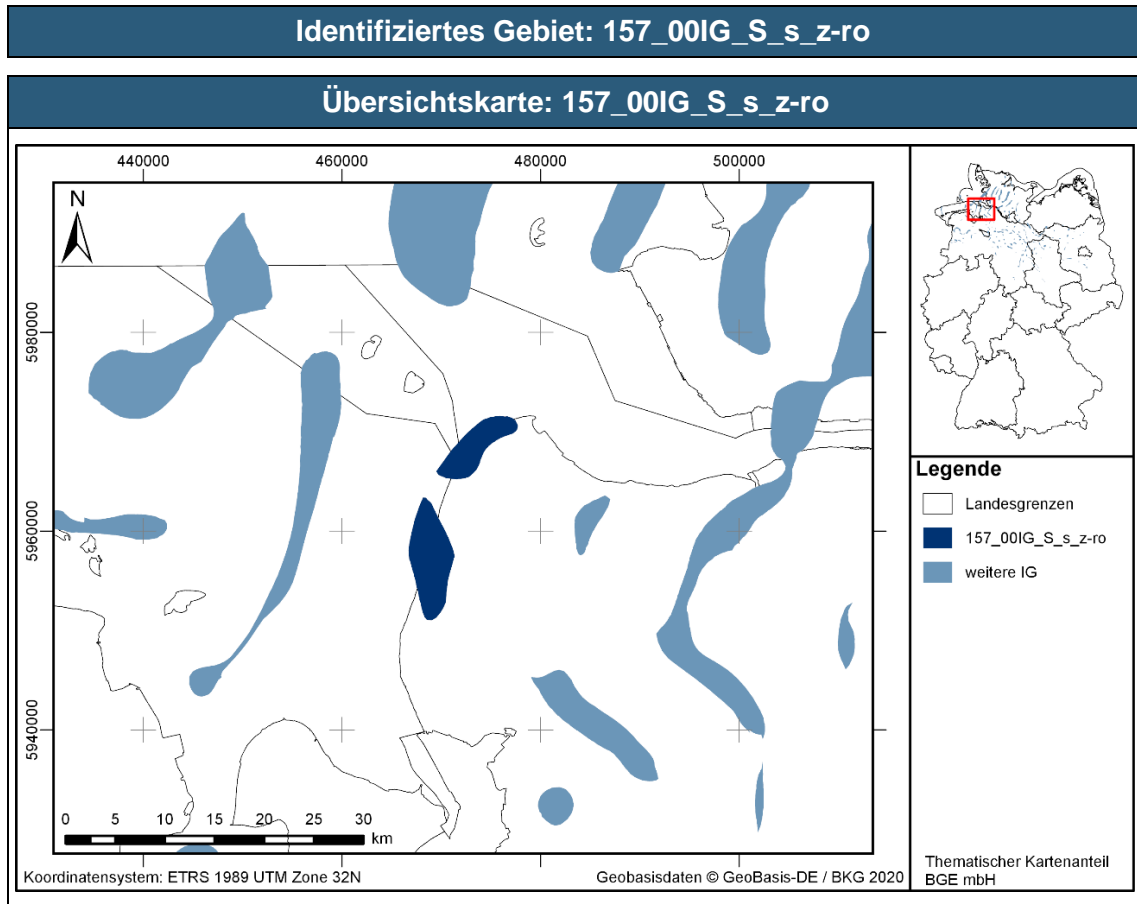 Identifiziertes Gebiet: 157_00IG_S_s_z-ro
Übersichtskarte: 157_00IG_S_s_z-ro
440000 460000 480000 500000
N
5980000
5960000
5940000
0 5 10 15 20 25 30
km
Koordinatensystem: ETRS 1989 UTM Zone 32N
Geobasisdaten © GeoBasis-DE / BKG 2020
Legende
Landesgrenzen
157_00IG_S_s_z-ro
weitere IG
Thematischer Kartenanteil
BGE mbH